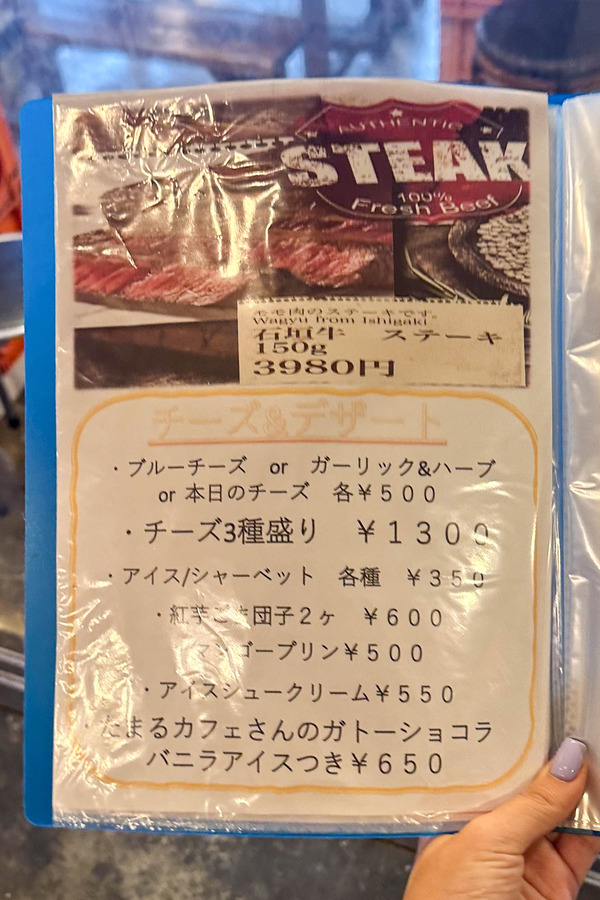 AUTHENTIC
STEAK
100%
Fresh Beef
モモ肉のステーキです。
Wagyu from Ishigaki
石垣牛 ステーキ
150g
3980円
チーズ&デザート
・ブルーチーズ or ガーリック&ハーブ
or 本日のチーズ 各￥５００
・チーズ3種盛り ￥１３００
・アイス/シャーベット 各種 ￥３５０
・紅芋ごま団子２ヶ ￥６００
マンゴープリン￥５００
・アイスシュークリーム￥５５０
・たまるカフェさんのガトーショコラ
バニラアイスつき￥６５０